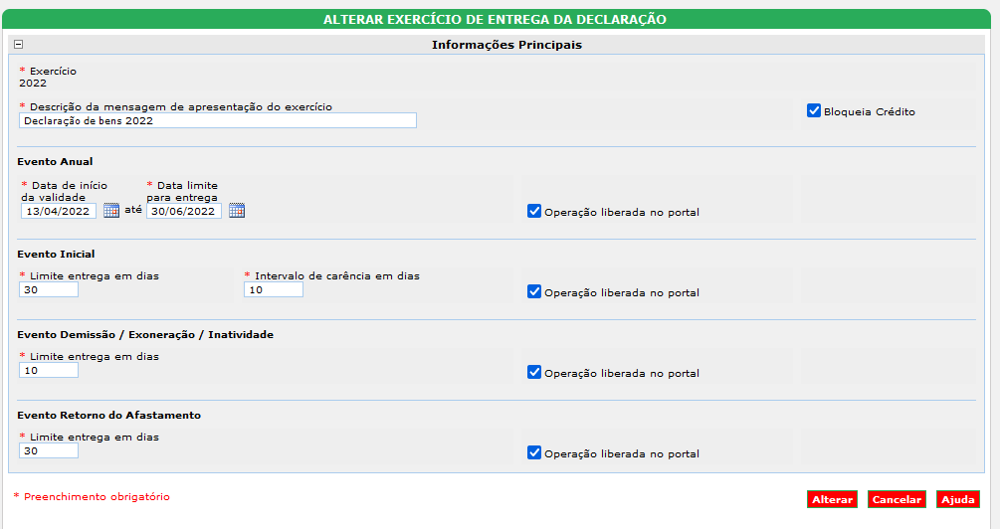 ALTERAR EXERCÍCIO DE ENTREGA DA DECLARAÇÃO
Informações Principais
* Exercício
2022
* Descrição da mensagem de apresentação do exercício
Declaração de bens 2022
Bloqueia Crédito
Evento Anual
* Data de início da validade
* Data limite para entrega
13/04/2022 até 30/06/2022
Operação liberada no portal
Evento Inicial
* Limite entrega em dias
* Intervalo de carência em dias
30
10
Operação liberada no portal
Evento Demissão / Exoneração / Inatividade
* Limite entrega em dias
10
Operação liberada no portal
Evento Retorno do Afastamento
* Limite entrega em dias
30
Operação liberada no portal
* Preenchimento obrigatório
Alterar Cancelar Ajuda